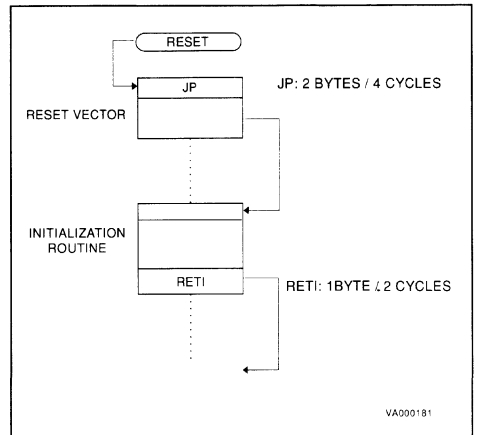 RESET
JP
JP: 2 BYTES / 4 CYCLES
RESET VECTOR
INITIALIZATION
ROUTINE
RETI
RETI: 1BYTE / 2 CYCLES
VA000181